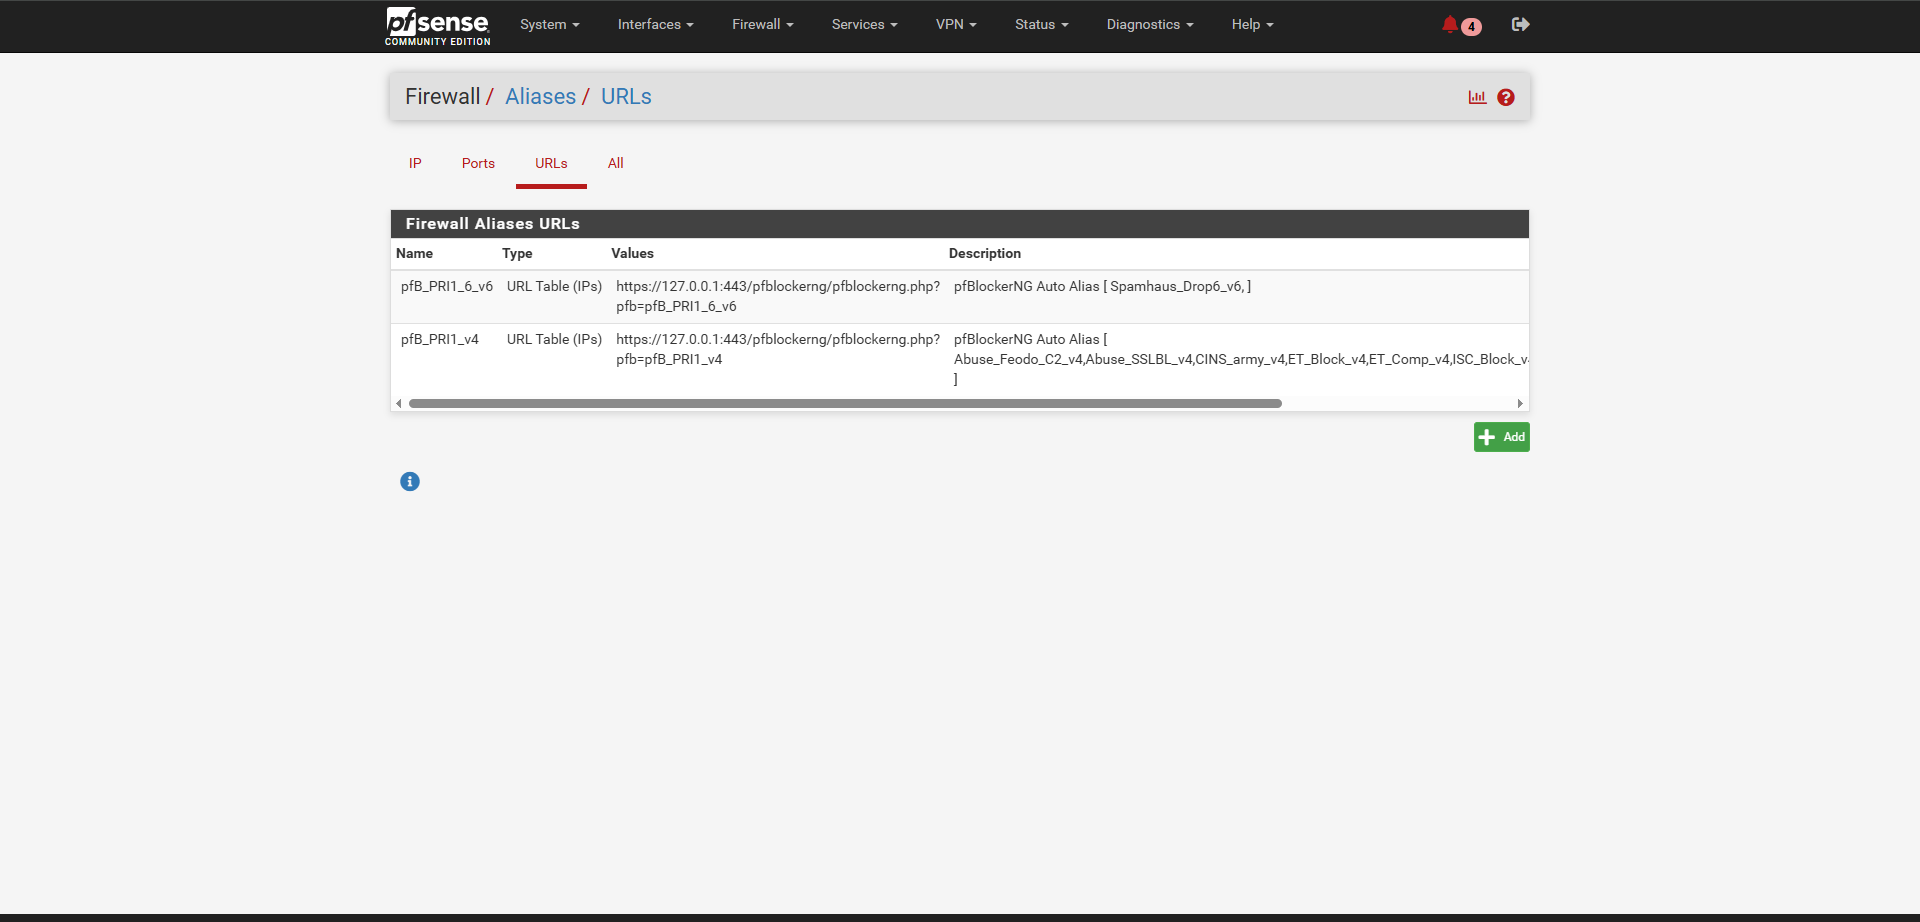 pfsense
COMMUNITY EDITION
System
Interfaces
Firewall
Services
VPN
Status
Diagnostics
Help
4
Firewall / Aliases / URLs
IP
Ports
URLs
All
Firewall Aliases URLs
Name Type Values Description
pfB_PRI1_6_v6 URL Table (IPs) https://127.0.0.1:443/pfblockerng/pfblockerng.php? pfBlockerNG Auto Alias [ Spamhaus_Drop6_v6, ]
pfb=pfB_PRI1_6_v6
pfB_PRI1_v4 URL Table (IPs) https://127.0.0.1:443/pfblockerng/pfblockerng.php? pfBlockerNG Auto Alias [
pfb=pfB_PRI1_v4 Abuse_Feodo_C2_v4,Abuse_SSLBL_v4,CINS_army_v4,ET_Block_v4,ET_Comp_v4,ISC_Block_v4
]
Add